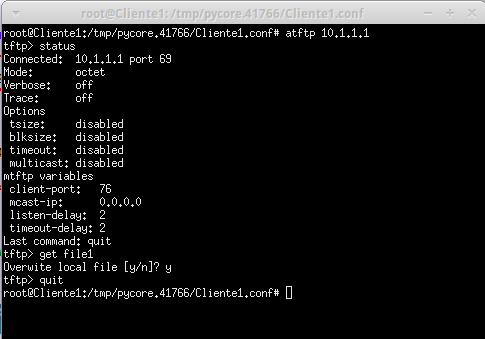 root@Cliente1:/tmp/pycore.41766/Cliente1.conf
root@Cliente1:/tmp/pycore.41766/Cliente1.conf# atftp 10.1.1.1
tftp> status
Connected:  10.1.1.1 port 69
Mode:       octet
Verbose:    off
Trace:      off
Options
 tsize:     disabled
 blksize:   disabled
 timeout:   disabled
 multicast: disabled
mtftp variables
 client-port:   76
 mcast-ip:      0.0.0.0
 listen-delay:  2
 timeout-delay: 2
Last command: quit
tftp> get file1
Overwite local file [y/n]? y
tftp> quit
root@Cliente1:/tmp/pycore.41766/Cliente1.conf#